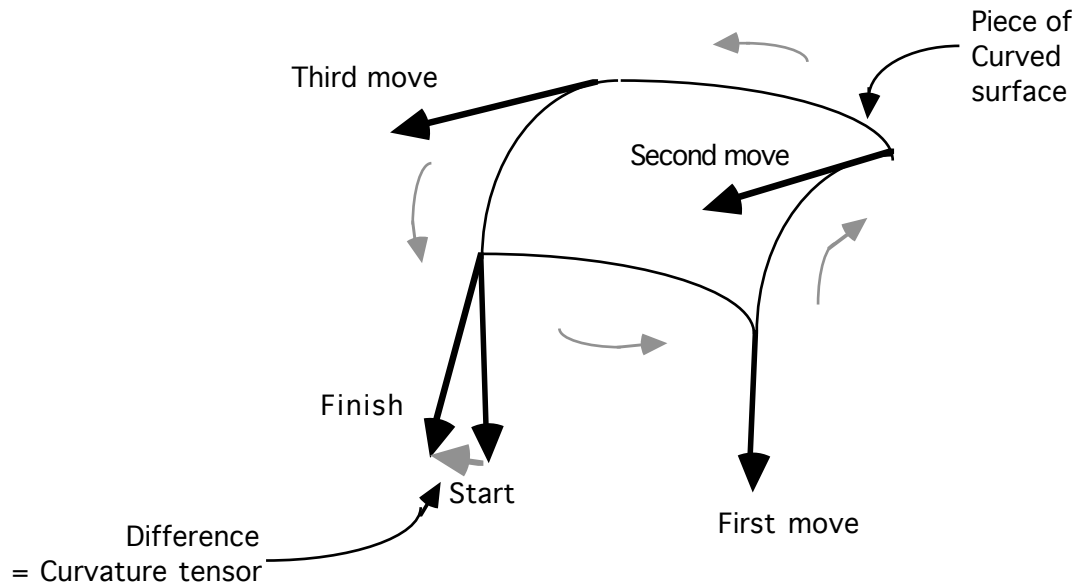 Piece of
Curved
surface
Third move
Second move
Finish
Start
First move
Difference
= Curvature tensor